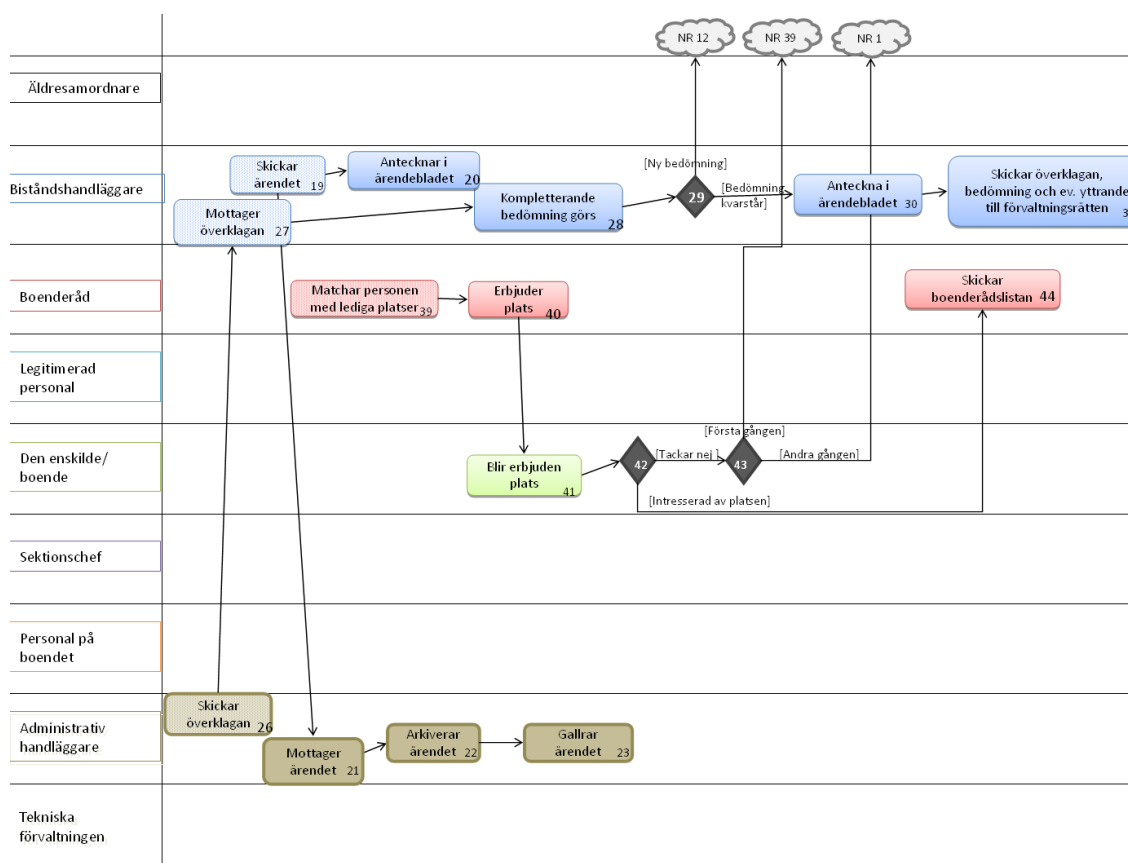 NR 12
NR 39
NR 1
Äldresamordnare
Biståndshandläggare
Skickar
ärendet 19
Antecknar i
ärendebladet 20
Mottager
överklagan 27
Kompletterande
bedömning görs
28
[Ny bedömning]
29
[Bedömning
kvarstår]
Anteckna i
ärendebladet 30
Skickar överklagan,
bedömning och ev. yttrande
till förvaltningsrätten
3
Boenderåd
Matchar personen
med lediga platser 39
Erbjuder
plats 40
Skickar
boenderådslistan 44
Legitimerad
personal
Den enskilde/
boende
Blir erbjuden
plats 41
42
[Tackar nej ]
[Första gången]
43
[Andra gången]
[Intresserad av platsen]
Sektionschef
Personal på
boendet
Administrativ
handläggare
Skickar
överklagan 26
Mottager
ärendet 21
Arkiverar
ärendet 22
Gallrar
ärendet 23
Tekniska
förvaltningen